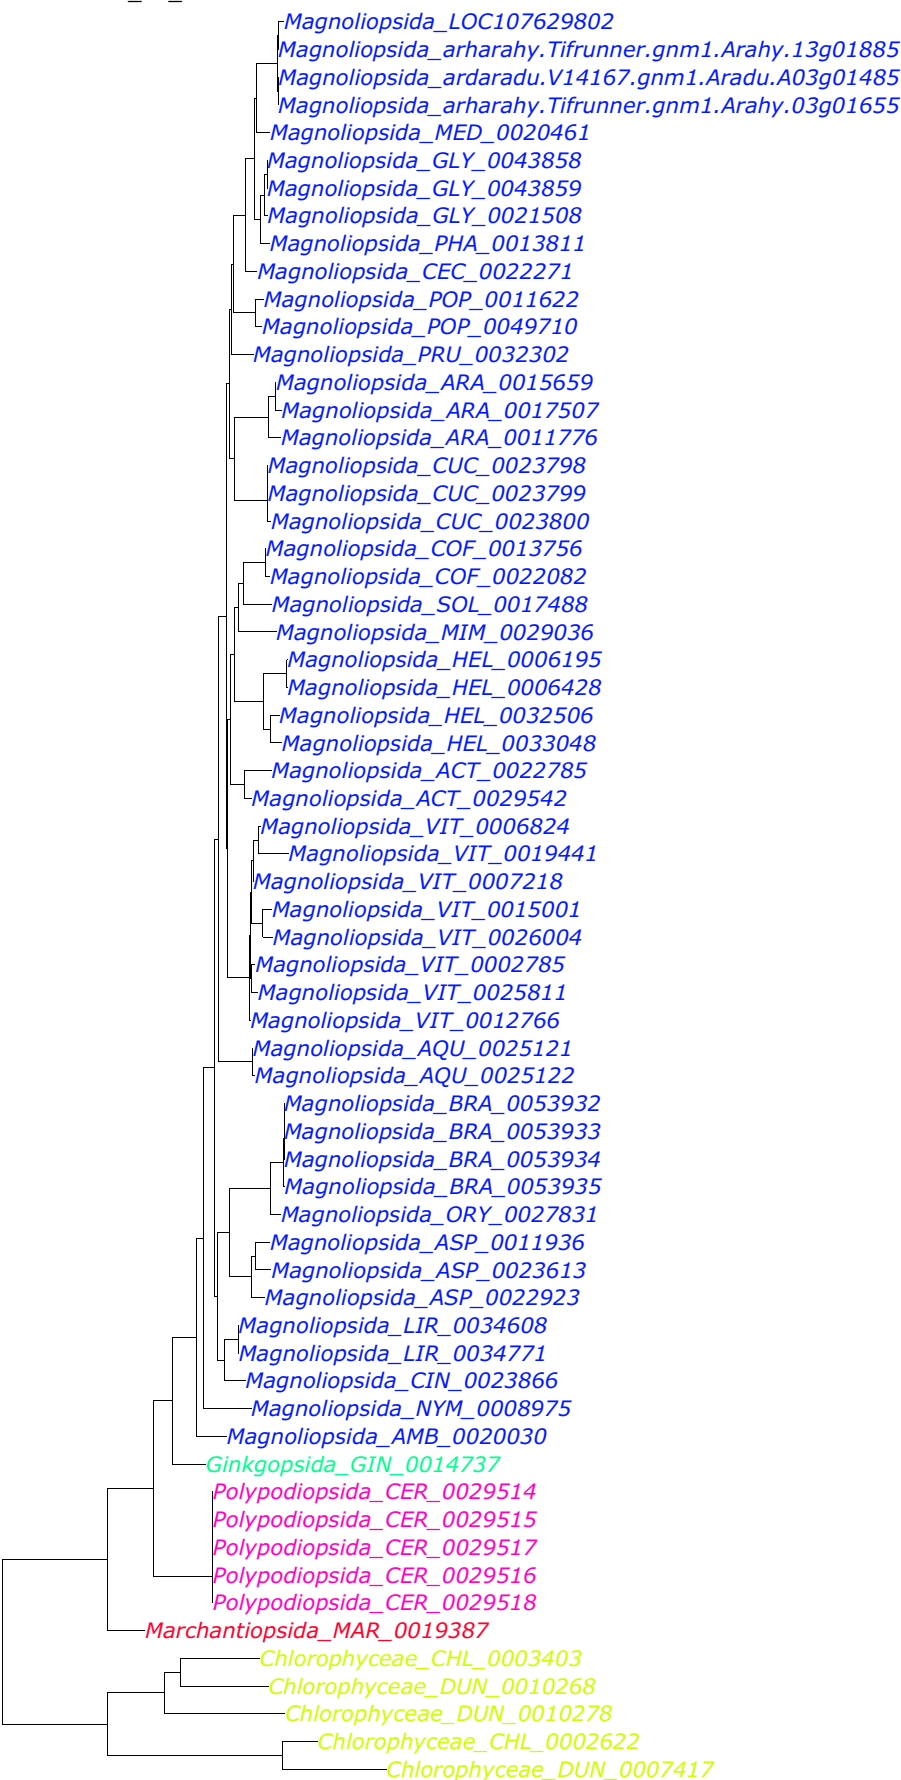 Magnoliopsida_LOC107629802
Magnoliopsida_arharahy.Tifrunner.gnm1.Arahy.13g01885
Magnoliopsida_ardaradu.V14167.gnm1.Aradu.A03g01485
Magnoliopsida_arharahy.Tifrunner.gnm1.Arahy.03g01655
Magnoliopsida_MED_0020461
Magnoliopsida_GLY_0043858
Magnoliopsida_GLY_0043859
Magnoliopsida_GLY_0021508
Magnoliopsida_PHA_0013811
Magnoliopsida_CEC_0022271
Magnoliopsida_POP_0011622
Magnoliopsida_POP_0049710
Magnoliopsida_PRU_0032302
Magnoliopsida_ARA_0015659
Magnoliopsida_ARA_0017507
Magnoliopsida_ARA_0011776
Magnoliopsida_CUC_0023798
Magnoliopsida_CUC_0023799
Magnoliopsida_CUC_0023800
Magnoliopsida_COF_0013756
Magnoliopsida_COF_0022082
Magnoliopsida_SOL_0017488
Magnoliopsida_MIM_0029036
Magnoliopsida_HEL_0006195
Magnoliopsida_HEL_0006428
Magnoliopsida_HEL_0032506
Magnoliopsida_HEL_0033048
Magnoliopsida_ACT_0022785
Magnoliopsida_ACT_0029542
Magnoliopsida_VIT_0006824
Magnoliopsida_VIT_0019441
Magnoliopsida_VIT_0007218
Magnoliopsida_VIT_0015001
Magnoliopsida_VIT_0026004
Magnoliopsida_VIT_0002785
Magnoliopsida_VIT_0025811
Magnoliopsida_VIT_0012766
Magnoliopsida_AQU_0025121
Magnoliopsida_AQU_0025122
Magnoliopsida_BRA_0053932
Magnoliopsida_BRA_0053933
Magnoliopsida_BRA_0053934
Magnoliopsida_BRA_0053935
Magnoliopsida_ORY_0027831
Magnoliopsida_ASP_0011936
Magnoliopsida_ASP_0023613
Magnoliopsida_ASP_0022923
Magnoliopsida_LIR_0034608
Magnoliopsida_LIR_0034771
Magnoliopsida_CIN_0023866
Magnoliopsida_NYM_0008975
Magnoliopsida_AMB_0020030
Ginkgopsida_GIN_0014737
Polypodiopsida_CER_0029514
Polypodiopsida_CER_0029515
Polypodiopsida_CER_0029517
Polypodiopsida_CER_0029516
Polypodiopsida_CER_0029518
Marchantiopsida_MAR_0019387
Chlorophyceae_CHL_0003403
Chlorophyceae_DUN_0010268
Chlorophyceae_DUN_0010278
Chlorophyceae_CHL_0002622
Chlorophyceae_DUN_0007417